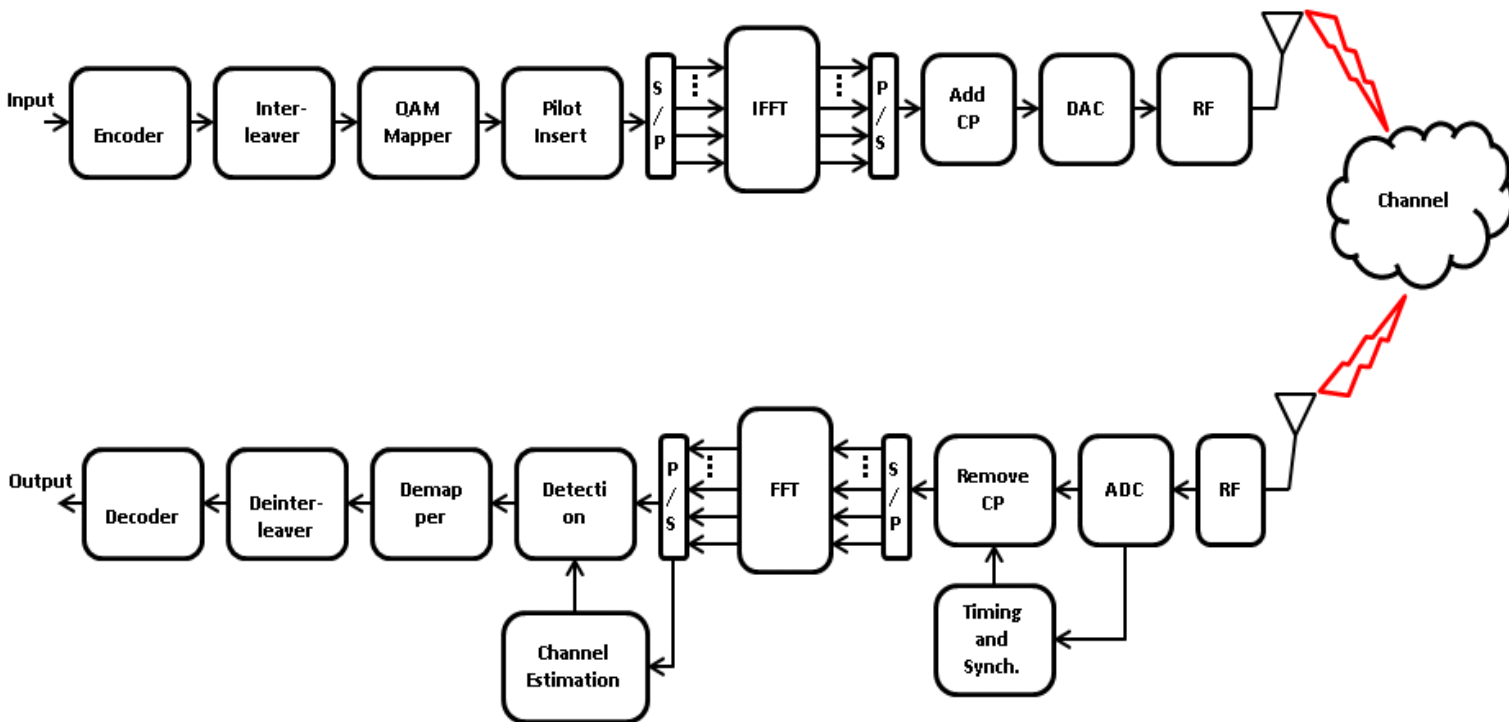 Input
Encoder
Inter-
leaver
QAM
Mapper
Pilot
Insert
S
/
P
IFFT
P
/
S
Add
CP
DAC
RF
Channel
Output
Decoder
Deinter-
leaver
Demap
per
Detecti
on
P
/
S
FFT
S
/
P
Remove
CP
ADC
RF
Channel
Estimation
Timing
and
Synch.